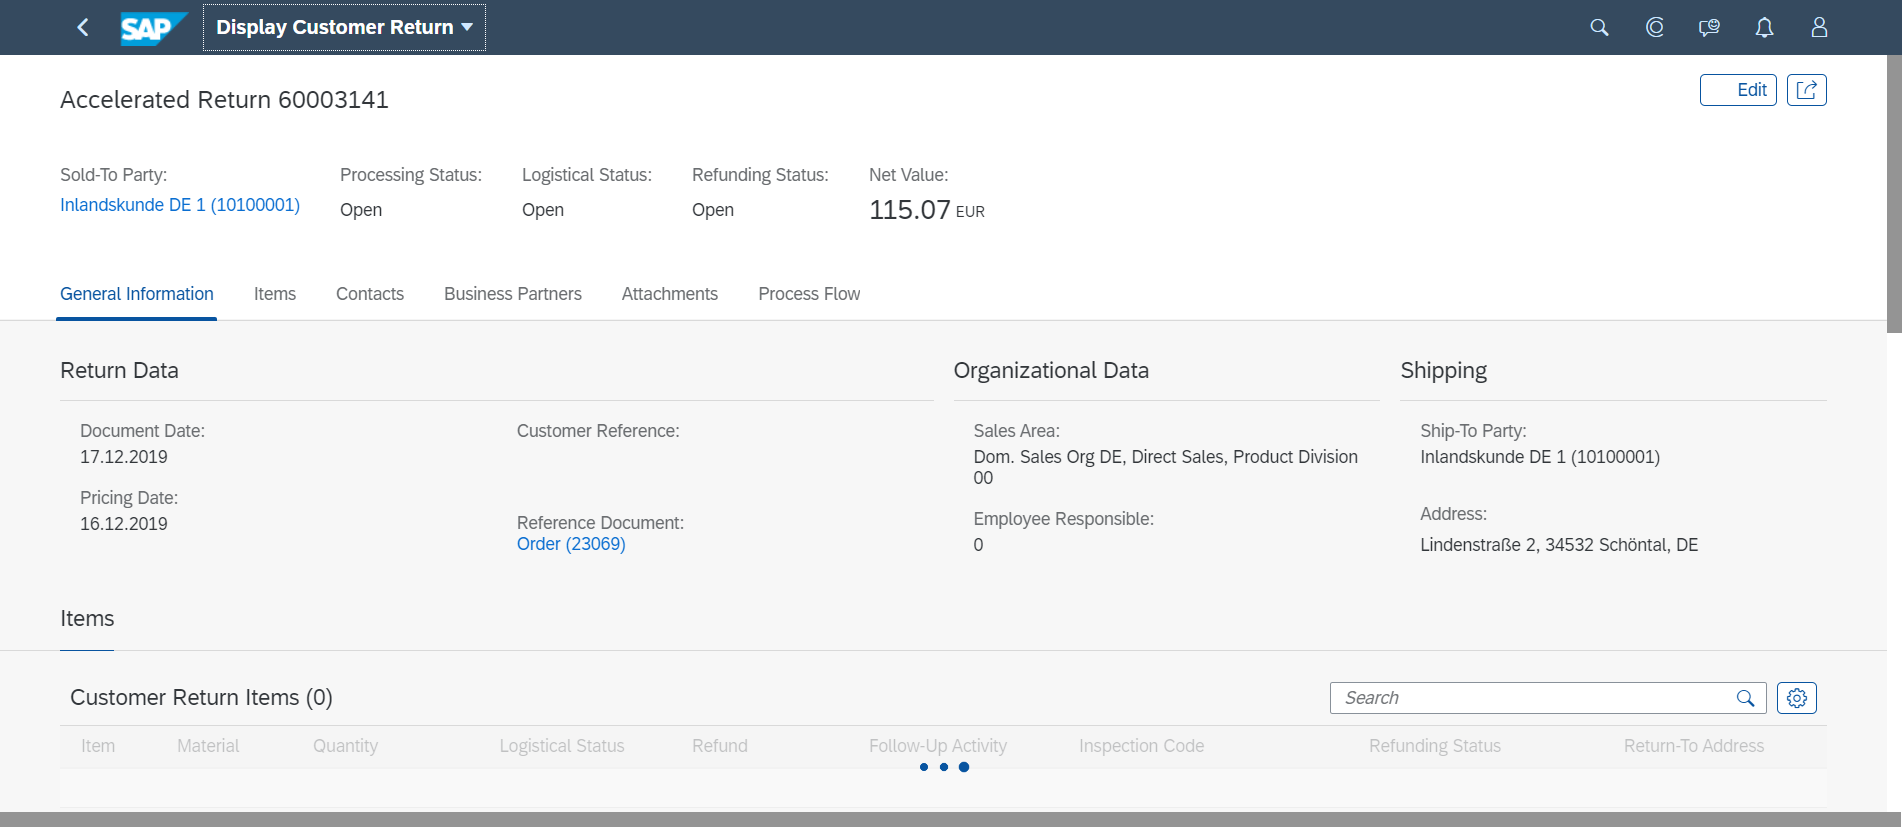 SAP Display Customer Return
Accelerated Return 60003141
Edit
Sold-To Party:
Inlandskunde DE 1 (10100001)
Processing Status:
Open
Logistical Status:
Open
Refunding Status:
Open
Net Value:
115.07 EUR
General Information Items Contacts Business Partners Attachments Process Flow
Return Data
Document Date:
17.12.2019
Pricing Date:
16.12.2019
Customer Reference:
Reference Document:
Order (23069)
Organizational Data
Sales Area:
Dom. Sales Org DE, Direct Sales, Product Division
00
Employee Responsible:
0
Shipping
Ship-To Party:
Inlandskunde DE 1 (10100001)
Address:
Lindenstraße 2, 34532 Schöntal, DE
Items
Customer Return Items (0)
Search
Item Material Quantity Logistical Status Refund Follow-Up Activity Inspection Code Refunding Status Return-To Address